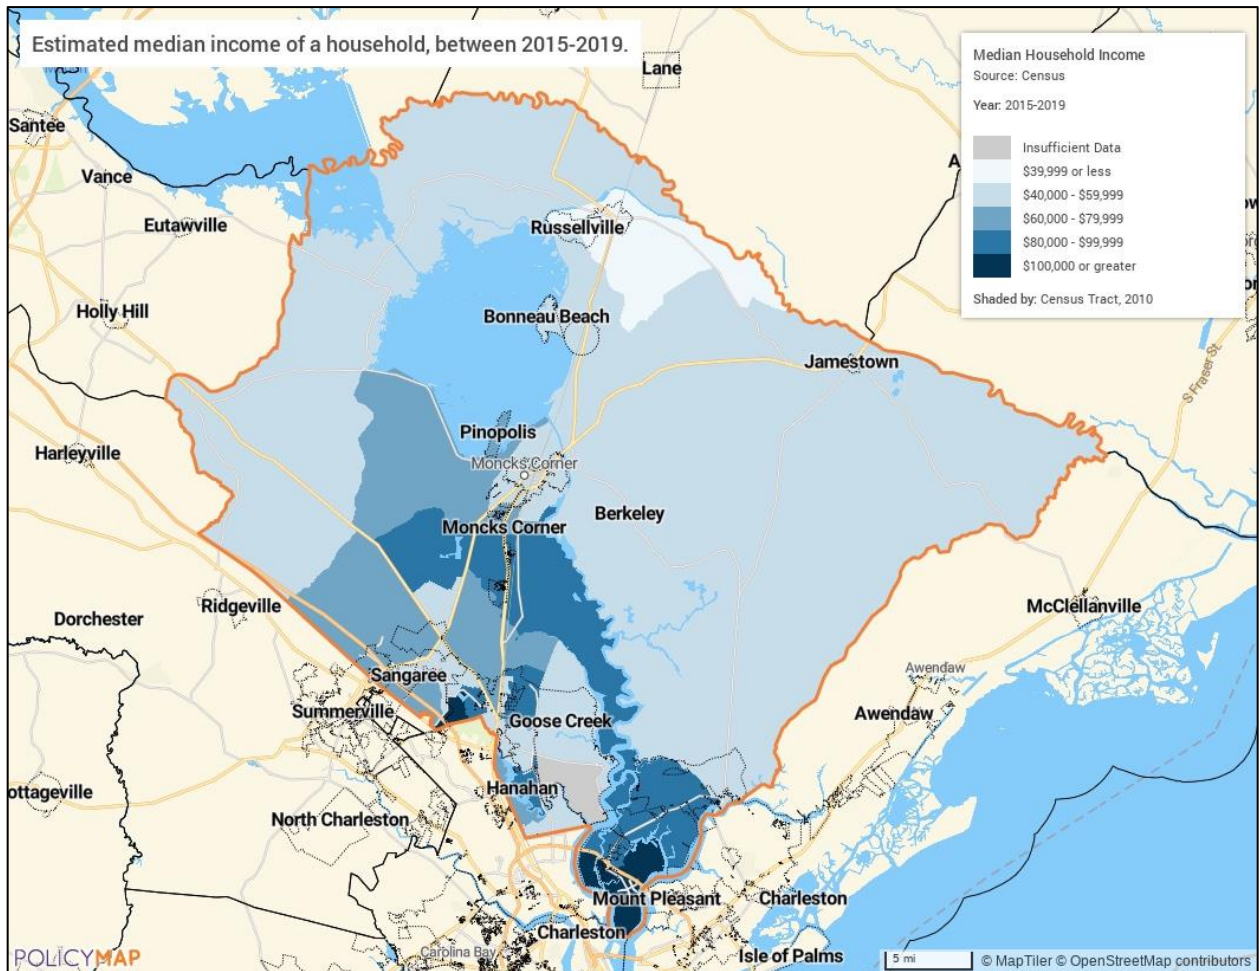 Estimated median income of a household, between 2015-2019.
Median Household Income
Source: Census
Year: 2015-2019
Insufficient Data
$39,999 or less
$40,000 - $59,999
$60,000 - $79,999
$80,000 - $99,999
$100,000 or greater
Shaded by: Census Tract, 2010
Lane
Santee
Vance
Eutawville
Russellville
Holly Hill
Bonneau Beach
Jamestown
S Fraser St.
Pinopolis
Harleyville
Moncks Corner
Moncks Corner
Berkeley
Ridgeville
McClellanville
Dorchester
Awendaw
Sangaree
Summerville
Goose Creek
Awendaw
Hanahan
ottageville
North Charleston
Mount Pleasant
Charleston
Charleston
Carolina Bay
Isle of Palms
POLICYMAP
5 mi
© MapTiler © OpenStreetMap contributors